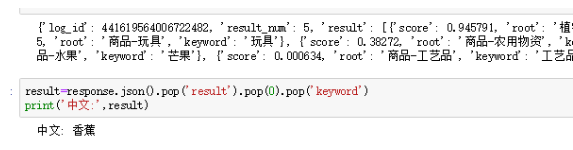 {'log_id': 441619564006722482, 'result_num': 5, 'result': [{'score': 0.945791, 'root': '植
5, 'root': '商品-玩具', 'keyword': '玩具'}, {'score': 0.38272, 'root': '商品-农用物资', 'k
品-水果', 'keyword': '芒果'}, {'score': 0.000634, 'root': '商品-工艺品', 'keyword': '工艺品
result=response.json().pop('result').pop(0).pop('keyword')
print('中文:',result)
中文: 香蕉